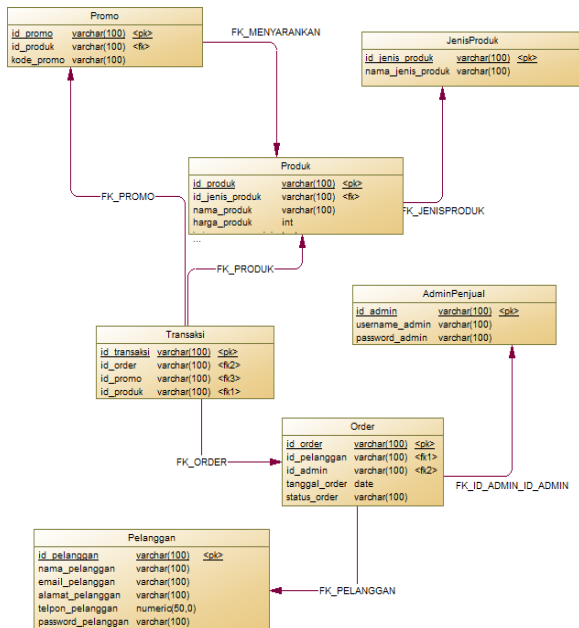 Promo
id_promo varchar(100) <pk>
id_produk varchar(100) <fk>
kode_promo varchar(100)
FK_MENYARANKAN
JenisProduk
id_jenis_produk varchar(100) <pk>
nama_jenis_produk varchar(100)
Produk
id_produk varchar(100) <pk>
id_jenis_produk varchar(100) <fk>
nama_produk varchar(100)
harga_produk int
...
FK_PROMO
FK_JENISPRODUK
FK_PRODUK
AdminPenjual
id_admin varchar(100) <pk>
username_admin varchar(100)
password_admin varchar(100)
Transaksi
id_transaksi varchar(100) <pk>
id_order varchar(100) <fk2>
id_promo varchar(100) <fk3>
id_produk varchar(100) <fk1>
Order
id_order varchar(100) <pk>
id_pelanggan varchar(100) <fk1>
id_admin varchar(100) <fk2>
tanggal_order date
status_order varchar(100)
FK_ORDER
FK_ID_ADMIN_ID_ADMIN
Pelanggan
id_pelanggan varchar(100) <pk>
nama_pelanggan varchar(100)
email_pelanggan varchar(100)
alamat_pelanggan varchar(100)
telpon_pelanggan numeric(50,0)
password_pelanggan varchar(100)
FK_PELANGGAN